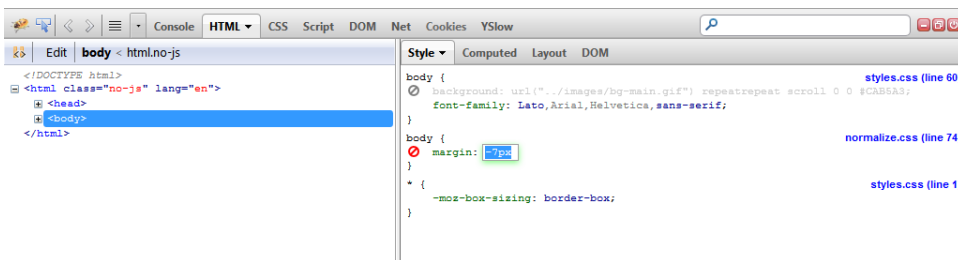 Console HTML CSS Script DOM Net Cookies YSlow
Edit body < html.no-js
Style Computed Layout DOM
<!DOCTYPE html>
<html class="no-js" lang="en">
<head>
<body>
</html>
body { styles.css (line 60
background: url("../images/bg-main.gif") repeatrepeat scroll 0 0 #CAB5A3;
font-family: Lato,Arial,Helvetica,sans-serif;
}
body { normalize.css (line 74
margin: -7px
}
* { styles.css (line 1
-moz-box-sizing: border-box;
}